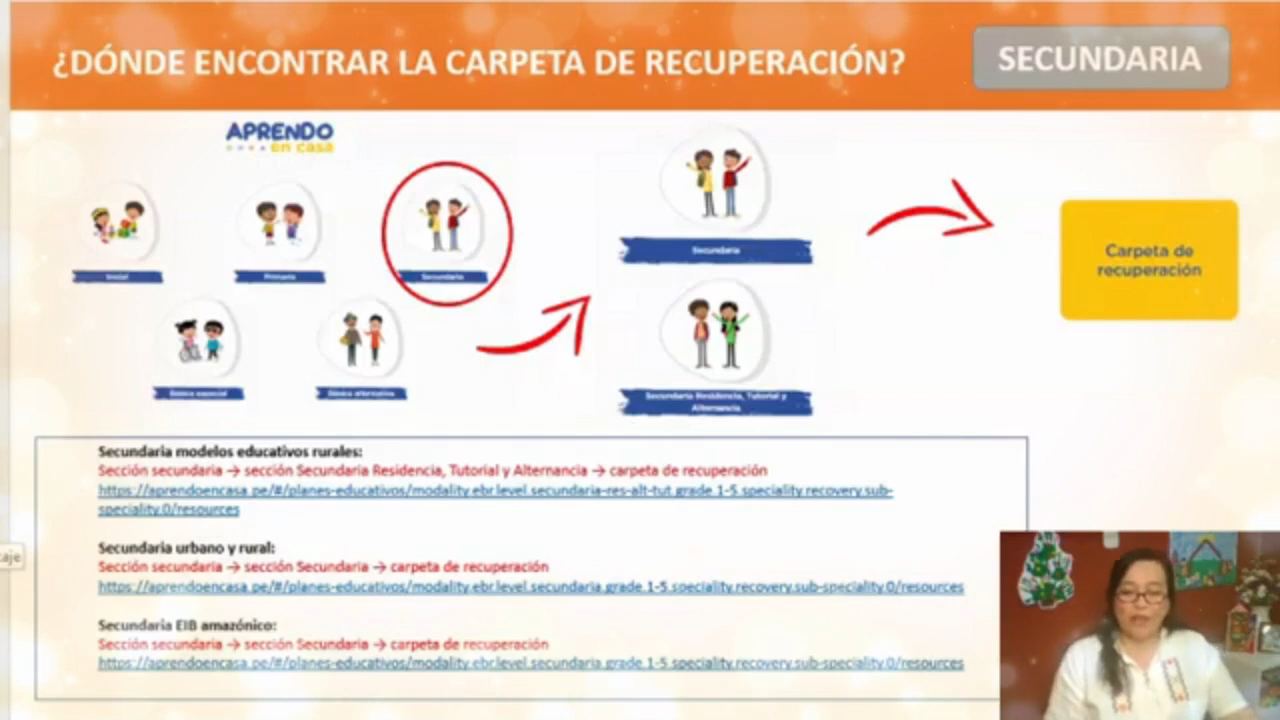 ¿DÓNDE ENCONTRAR LA CARPETA DE RECUPERACIÓN?
SECUNDARIA
APRENDO
en casa
Inicial
Primaria
Secundaria
Básica especial
Básica alternativa
Secundaria
Secundaria Residencia, Tutorial y
Alternancia
Carpeta de
recuperación
Secundaria modelos educativos rurales:
Sección secundaria → sección Secundaria Residencia, Tutorial y Alternancia → carpeta de recuperación
https://aprendoencasa.pe/#/planes-educativos/modality.ebr.level.secundaria-res-alt-tut.grade.1-5.speciality.recovery.sub-
speciality.0/resources
Secundaria urbano y rural:
Sección secundaria → sección Secundaria → carpeta de recuperación
https://aprendoencasa.pe/#/planes-educativos/modality.ebr.level.secundaria.grade.1-5.speciality.recovery.sub-speciality.0/resources
Secundaria EIB amazónico:
Sección secundaria → sección Secundaria → carpeta de recuperación
https://aprendoencasa.pe/#/planes-educativos/modality.ebr.level.secundaria.grade.1-5.speciality.recovery.sub-speciality.0/resources